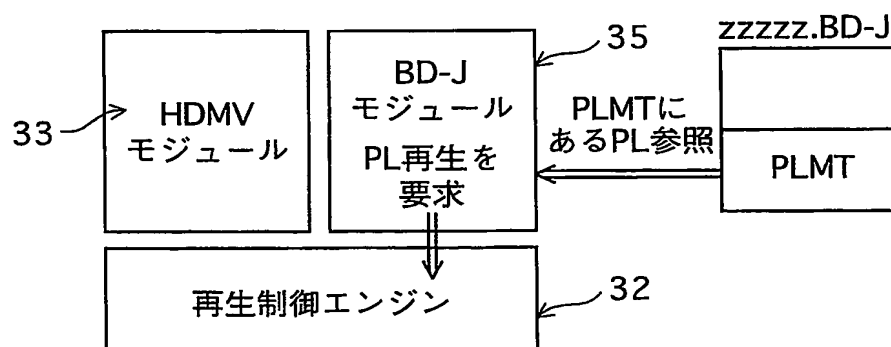 zzzzz.BD-J
35
BD-J
モジュール
HDMV
モジュール
33
PLMTに
あるPL参照
PLMT
PL再生を
要求
再生制御エンジン
32